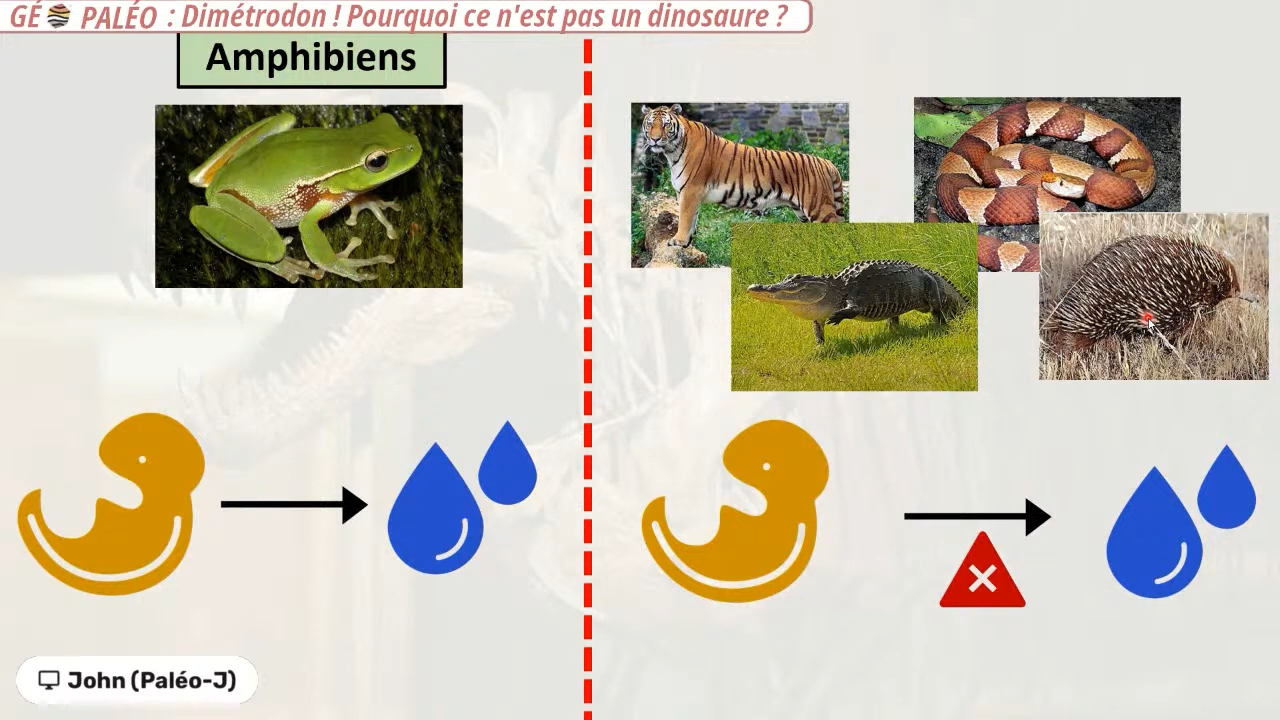 GÉ PALÉO : Dimétrodon ! Pourquoi ce n'est pas un dinosaure ?
Amphibiens
John (Paléo-J)